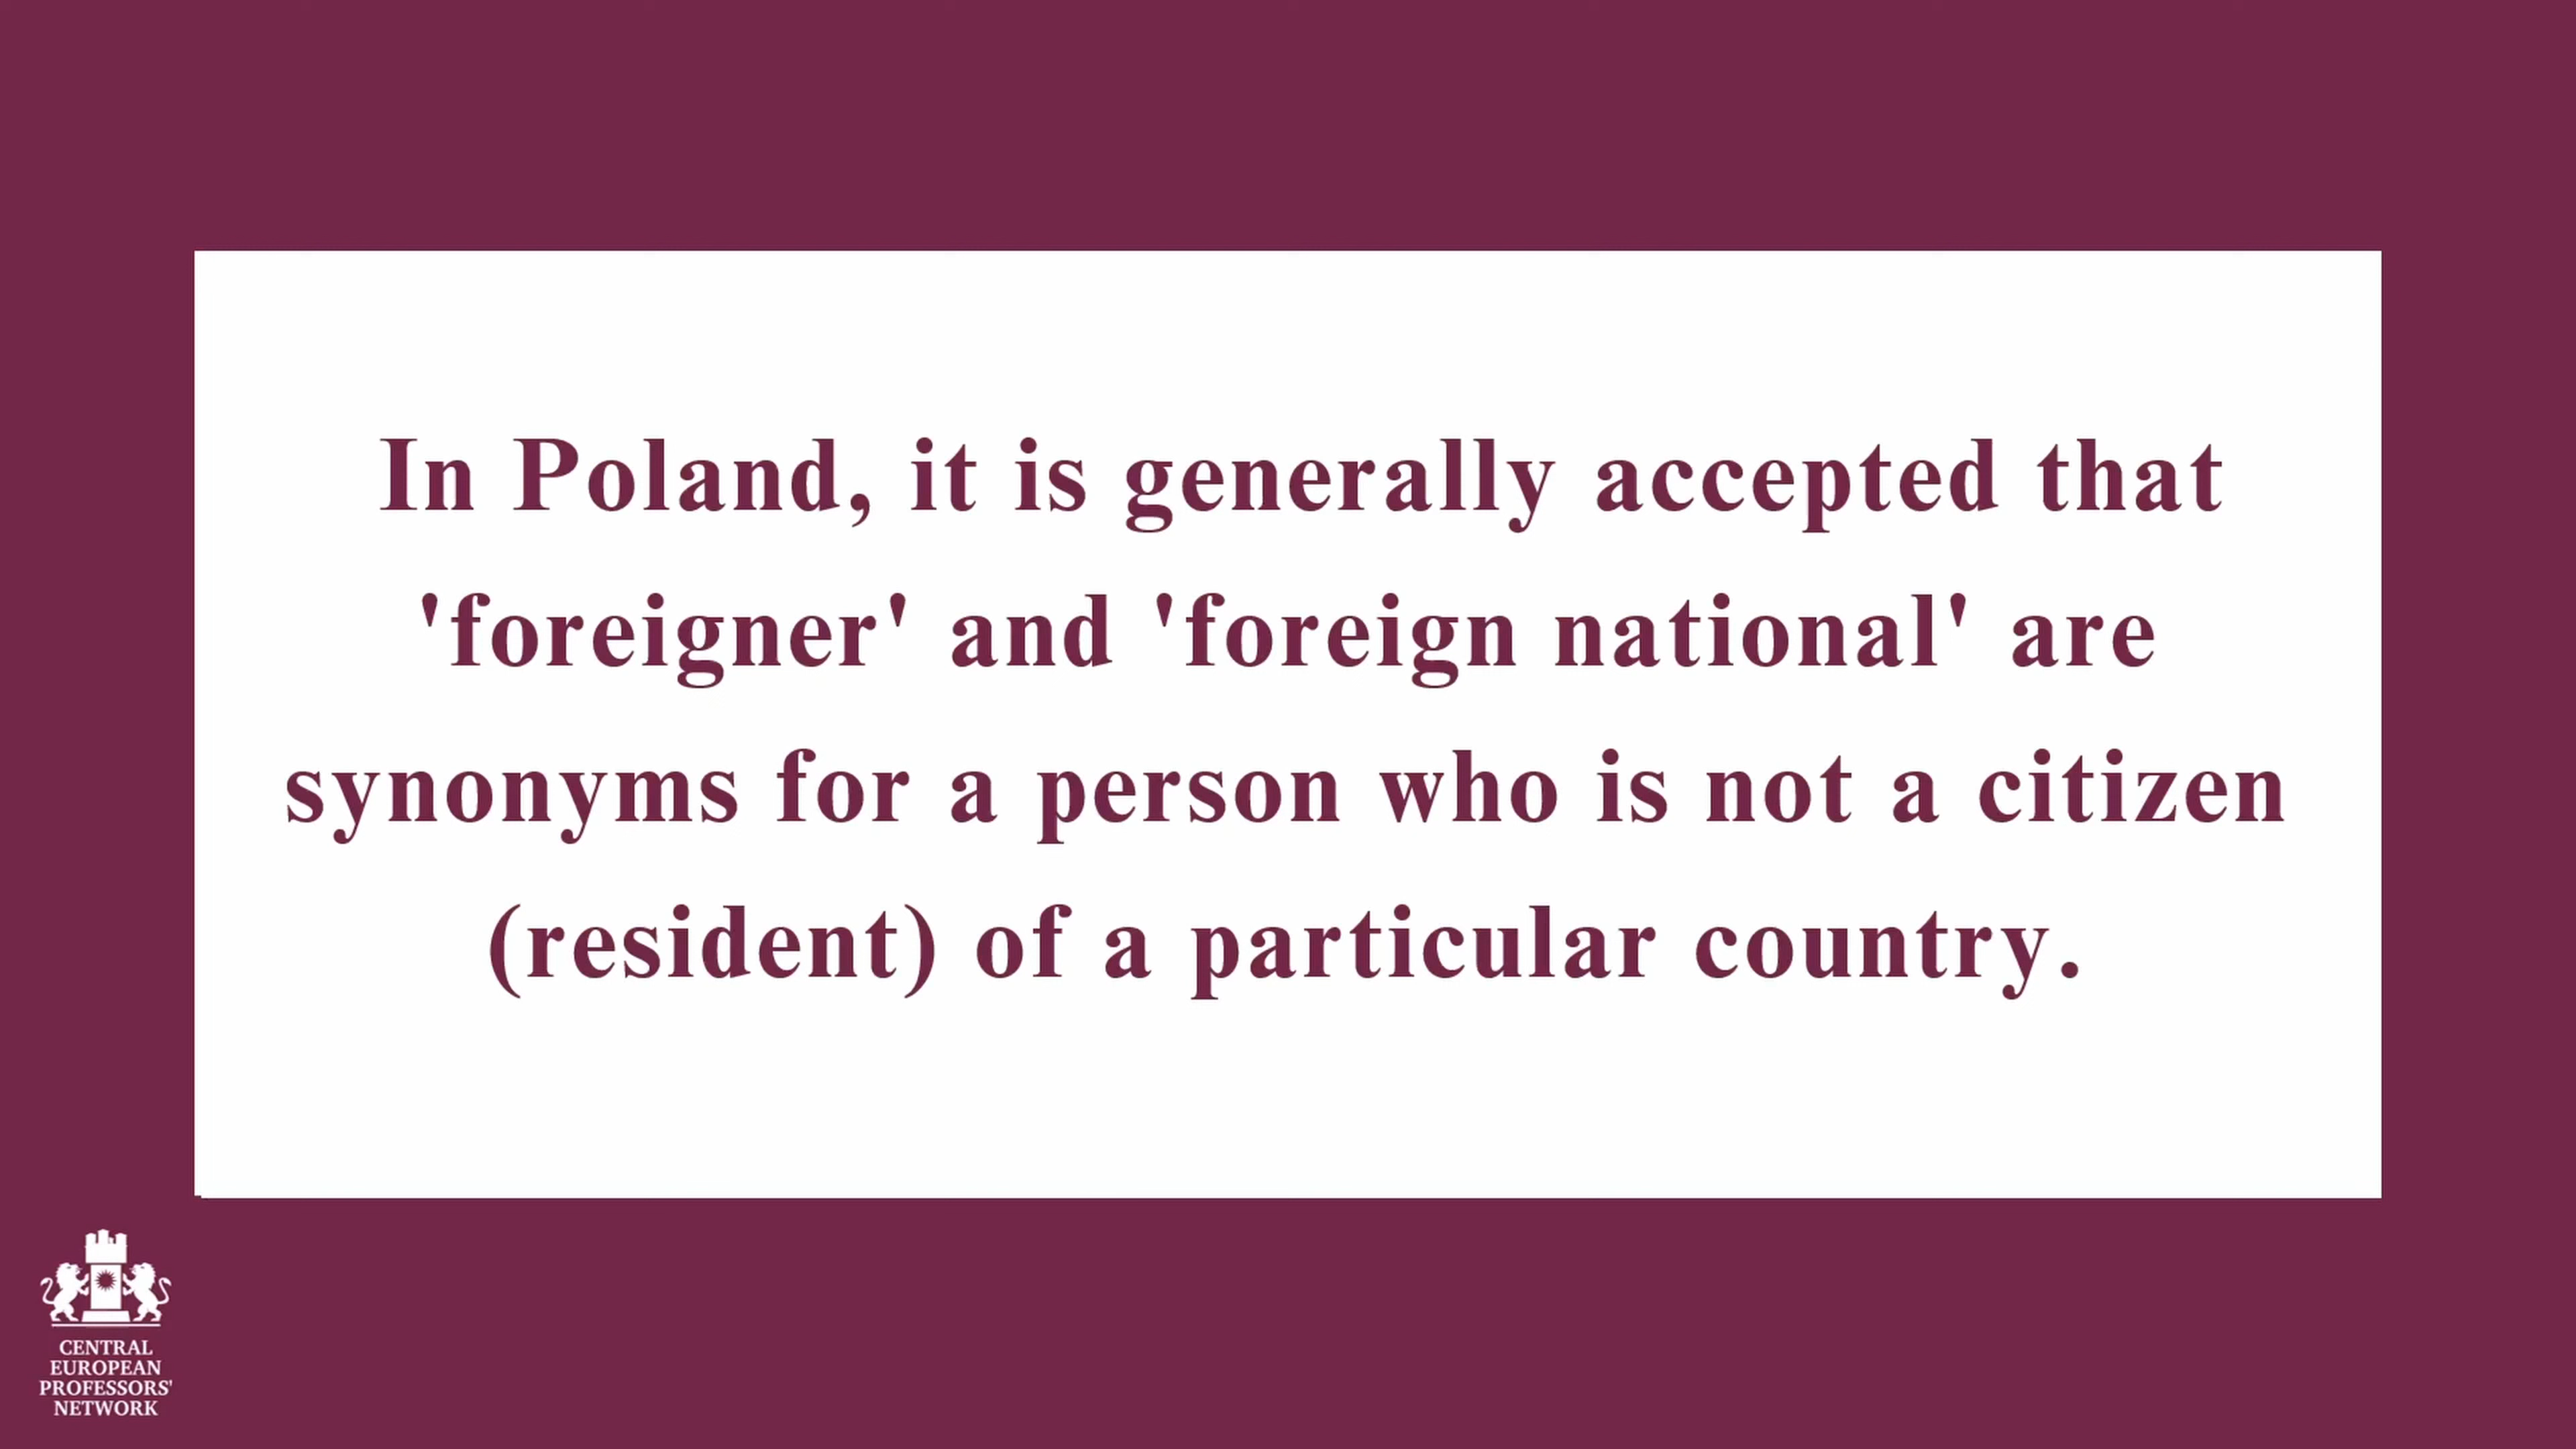 In Poland, it is generally accepted that
'foreigner' and 'foreign national' are
synonyms for a person who is not a citizen
(resident) of a particular country.
CENTRAL
EUROPEAN
PROFESSORS'
NETWORK